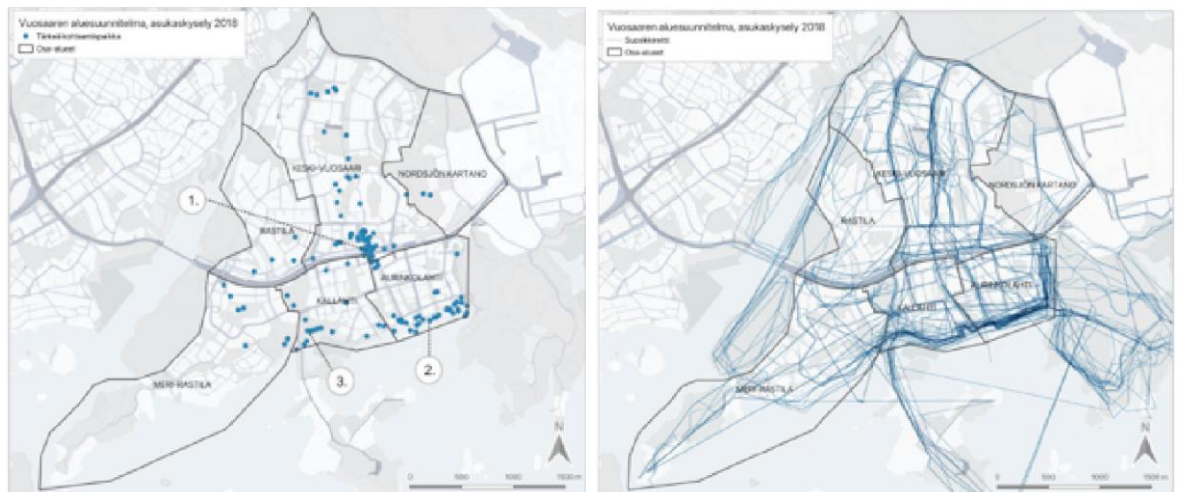 Vuosaaren aluesuunnitelma, asukaskysely 2018
Tärkeä kohtaamispaikka
Osa-alueet
KESKI-VUOSAARI
NORDSJÖN KARTANO
1.
RASTILA
AURINKOLAHTI
KALLAHTI
2.
3.
MERI-RASTILA
N
0 500 1000 1500 m
Vuosaaren aluesuunnitelma, asukaskysely 2018
Suosikkireitti
Osa-alueet
KESKI-VUOSAARI
NORDSJÖN KARTANO
RASTILA
AURINKOLAHTI
KALLAHTI
MERI-RASTILA
N
0 500 1000 1500 m